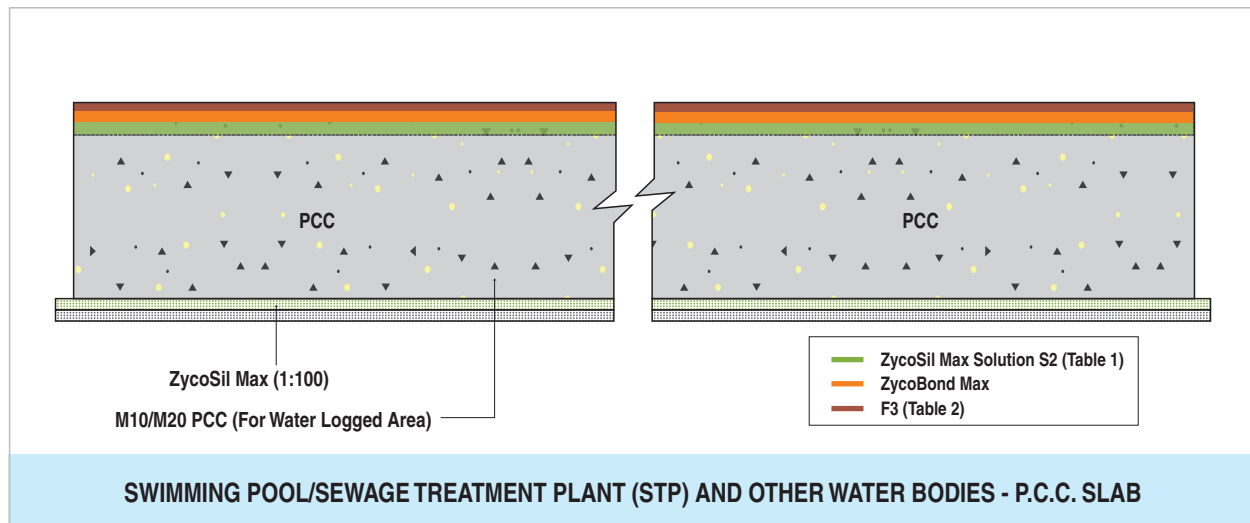 PCC
PCC
ZycoSil Max (1:100)
M10/M20 PCC (For Water Logged Area)
ZycoSil Max Solution S2 (Table 1)
ZycoBond Max
F3 (Table 2)
SWIMMING POOL/SEWAGE TREATMENT PLANT (STP) AND OTHER WATER BODIES - P.C.C. SLAB